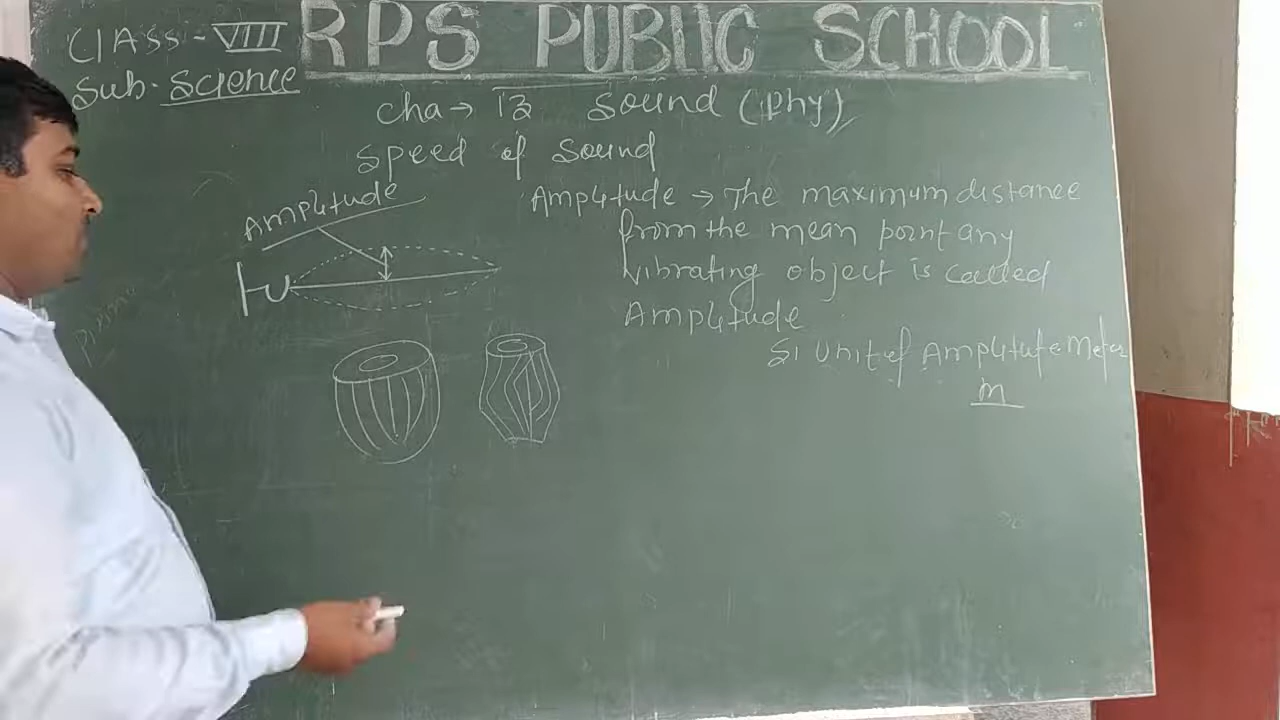 RPS PUBLIC SCHOOL
Class-VIII
Sub. Science
Cha→ 13 Sound (Phy)
Speed of Sound
Amplitude
Amplitude → The maximum distance
from the mean point any
vibrating object is called
Amplitude
SI Unit of Amplitude Meter
m